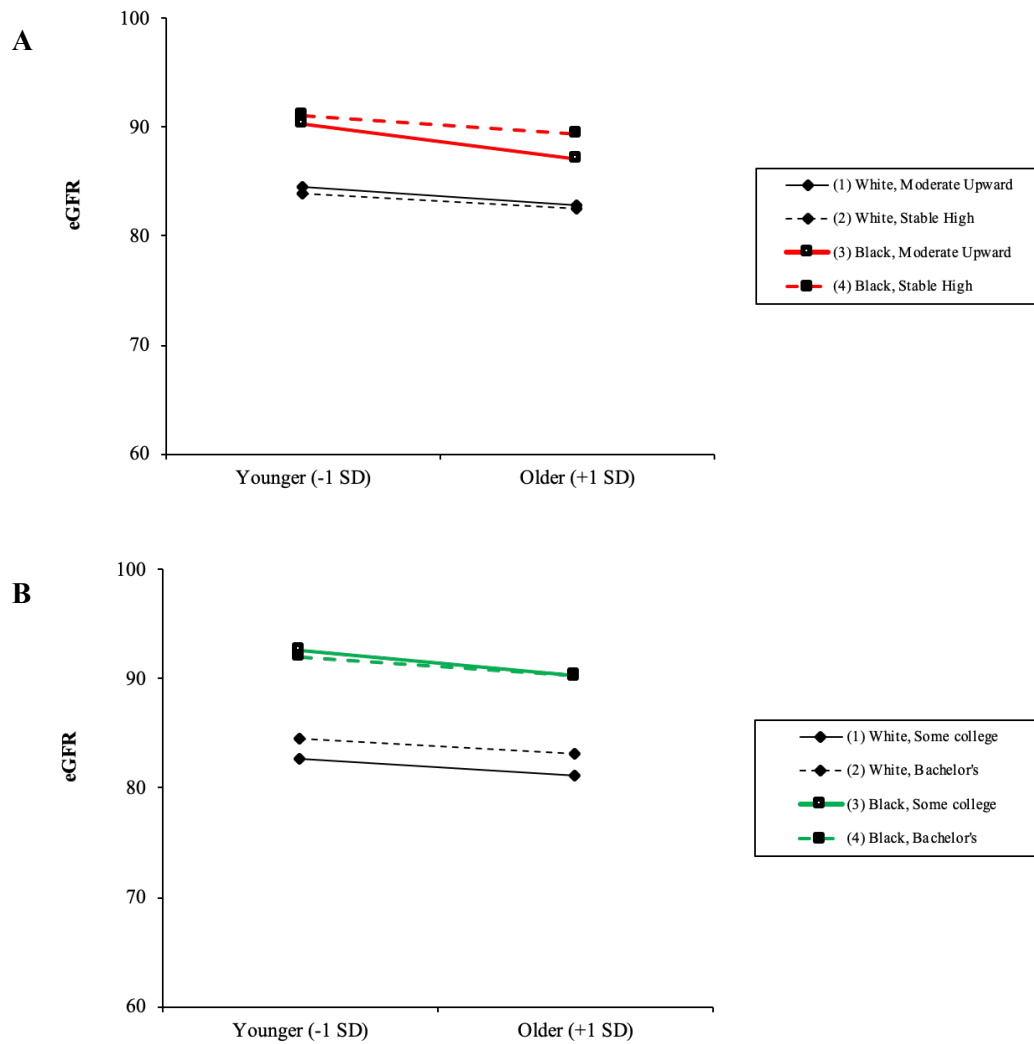 A
100
90
80
70
60
eGFR
Younger (-1 SD)
Older (+1 SD)
(1) White, Moderate Upward
(2) White, Stable High
(3) Black, Moderate Upward
(4) Black, Stable High
B
100
90
80
70
60
eGFR
Younger (-1 SD)
Older (+1 SD)
(1) White, Some college
(2) White, Bachelor's
(3) Black, Some college
(4) Black, Bachelor's